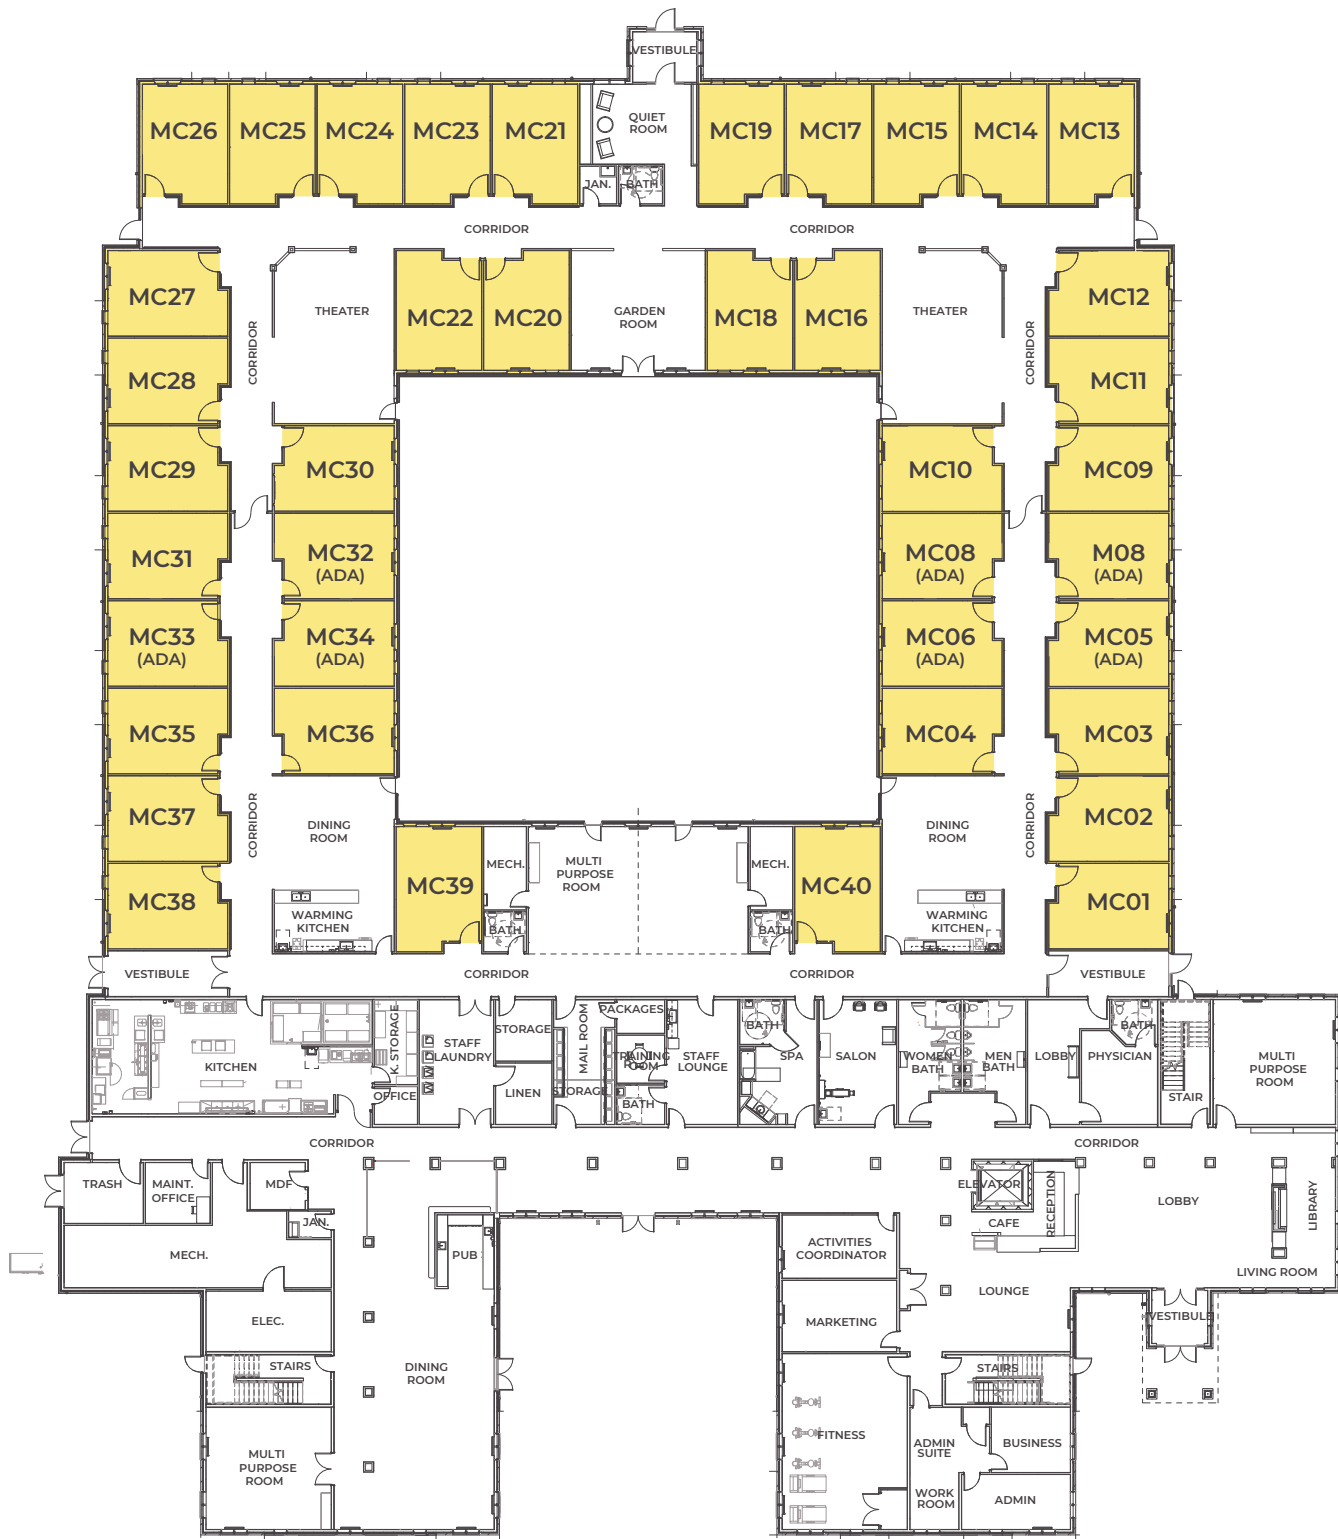 VESTIBULE
MC26
MC25
MC24
MC23
MC21
QUIET
ROOM
MC19
MC17
MC15
MC14
MC13
JAN.
BATH
CORRIDOR
CORRIDOR
MC27
THEATER
MC22
MC20
GARDEN
ROOM
MC18
MC16
THEATER
MC12
CORRIDOR
CORRIDOR
MC28
MC11
MC29
MC30
MC10
MC09
MC31
MC32
(ADA)
MC08
(ADA)
M08
(ADA)
MC33
(ADA)
MC34
(ADA)
MC06
(ADA)
MC05
(ADA)
MC35
MC36
MC04
MC03
MC37
CORRIDOR
DINING
ROOM
DINING
ROOM
CORRIDOR
MC02
MC38
MC39
MECH.
MULTI
PURPOSE
ROOM
MECH.
MC40
MC01
WARMING
KITCHEN
BATH
BATH
WARMING
KITCHEN
VESTIBULE
CORRIDOR
CORRIDOR
VESTIBULE
KITCHEN
K. STORAGE
OFFICE
STAFF
LAUNDRY
STORAGE
LINEN
MAIL ROOM
STORAGE
PACKAGES
TRAINING
ROOM
BATH
STAFF
LOUNGE
BATH
SPA
SALON
WOMEN
BATH
MEN
BATH
LOBBY
PHYSICIAN
BATH
STAIR
MULTI
PURPOSE
ROOM
CORRIDOR
CORRIDOR
TRASH
MAINT.
OFFICE
MDF
JAN.
MECH.
PUB
ELEVATOR
CAFE
RECEPTION
LOBBY
LIBRARY
LIVING ROOM
ACTIVITIES
COORDINATOR
LOUNGE
ELEC.
MARKETING
VESTIBULE
STAIRS
DINING
ROOM
STAIRS
MULTI
PURPOSE
ROOM
FITNESS
ADMIN
SUITE
BUSINESS
WORK
ROOM
ADMIN